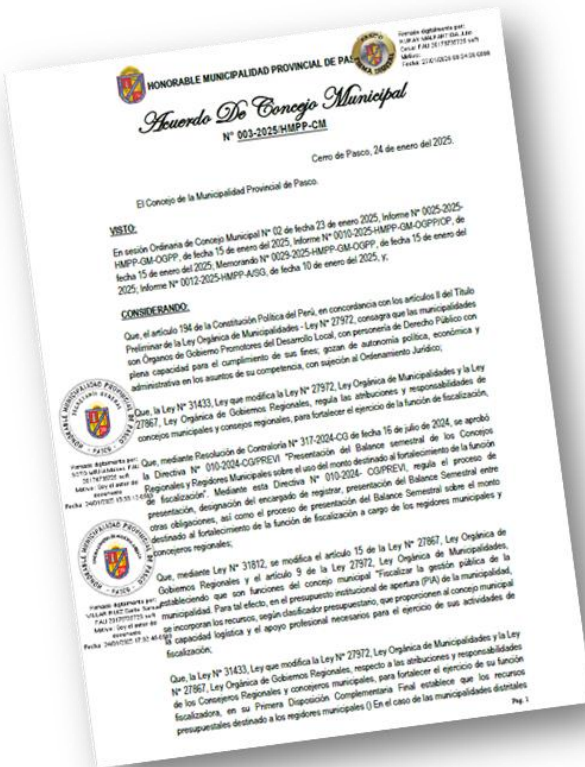 HONORABLE MUNICIPALIDAD PROVINCIAL DE
Acuerdo De Concejo Municipal
N° 003-2025/HMPP-CM
Cerro de Pasco, 24 de enero del 2025.
El Concejo de la Municipalidad Provincial de Pasco.
VISTO:
En sesión Ordinaria de Concejo Municipal N° 02 de fecha 23 de enero 2025, Informe N° 0025-2025-
HMPP-GM-OGPP, de fecha 15 de enero del 2025, Informe N° 0010-2025-HMPP-GM-OGPP/OP, de
fecha 15 de enero del 2025; Memorando N° 0029-2025-HMPP-GM-OGPP, de fecha 15 de enero del
2025; Informe N° 0012-2025-HMPP-A/SG, de fecha 10 de enero del 2025, y;
CONSIDERANDO:
Que, el artículo 194 de la Constitución Política del Perú, en concordancia con los artículos II del Título
Preliminar de la Ley Orgánica de Municipalidades - Ley N° 27972, consagra que las municipalidades
son Órganos de Gobierno Promotores del Desarrollo Local, con personería de Derecho Público con
plena capacidad para el cumplimiento de sus fines; gozan de autonomía política, económica y
administrativa en los asuntos de su competencia, con sujeción al Ordenamiento Jurídico;
Que, la Ley N° 31433, Ley que modifica la Ley N° 27972, Ley Orgánica de Municipalidades y la Ley
27867, Ley Orgánica de Gobiernos Regionales, regula las atribuciones y responsabilidades de
concejos municipales y consejos regionales, para fortalecer el ejercicio de la función de fiscalización,
Que, mediante Resolución de Contraloría N° 317-2024-CG de fecha 16 de julio de 2024, se aprobó
la Directiva N° 010-2024-CG/PREVI "Presentación del Balance semestral de los Concejos
Regionales y Regidores Municipales sobre el uso del monto destinado al fortalecimiento de la función
de fiscalización". Mediante está Directiva N° 010-2024- CG/PREVI, regula el proceso de
presentación, designación del encargado de registrar, presentación del Balance Semestral entre
otras obligaciones, así como el proceso de presentación del Balance Semestral sobre el monto
destinado al fortalecimiento de la función de fiscalización a cargo de los regidores municipales y
concejeros regionales;
Que, mediante Ley N° 31812, se modifica el artículo 15 de la Ley N° 27867, Ley Orgánica de
Gobiernos Regionales y el artículo 9 de la Ley 27972, Ley Orgánica de Municipalidades,
estableciendo que son funciones del concejo municipal "Fiscalizar la gestión pública de la
municipalidad. Para tal efecto, en el presupuesto institucional de apertura (PIA) de la municipalidad,
se incorporan los recursos, según clasificador presupuestario, que proporcionen al concejo municipal
la capacidad logística y el apoyo profesional necesarios para el ejercicio de sus actividades de
fiscalización;
Que, la Ley N° 31433, Ley que modifica la Ley N° 27972, Ley Orgánica de Municipalidades y la Ley
N° 27867, Ley Orgánica de Gobiernos Regionales, respecto a las atribuciones y responsabilidades
de los Consejeros Regionales y concejeros municipales, para fortalecer el ejercicio de su función
fiscalizadora, en su Primera Disposición Complementaria Final establece que los recursos
presupuestales destinado a los regidores municipales () En el caso de las municipalidades distritales
Pag. 1